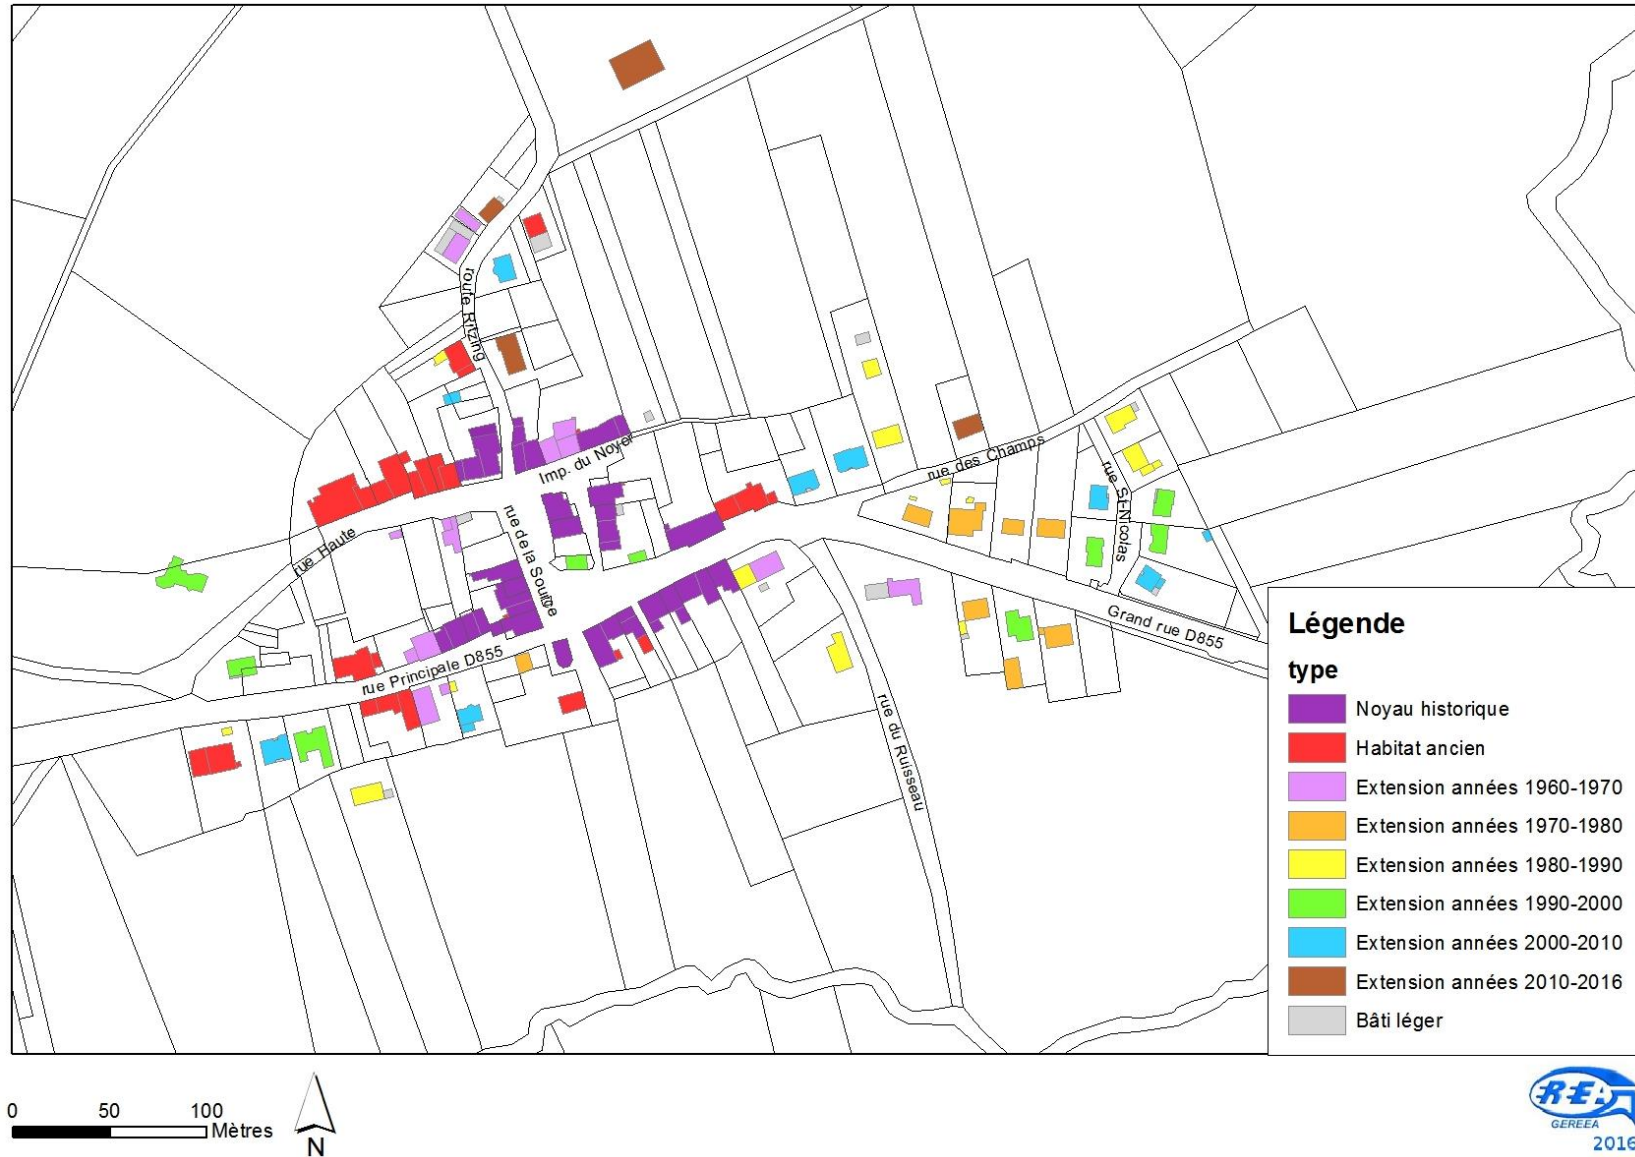 route Ritzing
Imp. du Noyer
rue des Champs
rue St-Nicolas
rue Haute
rue de la Source
Grand rue D855
rue Principale D855
rue du Ruisseau
Légende
type
Noyau historique
Habitat ancien
Extension années 1960-1970
Extension années 1970-1980
Extension années 1980-1990
Extension années 1990-2000
Extension années 2000-2010
Extension années 2010-2016
Bâti léger
0 50 100
Mètres
N
GEREEA
2016